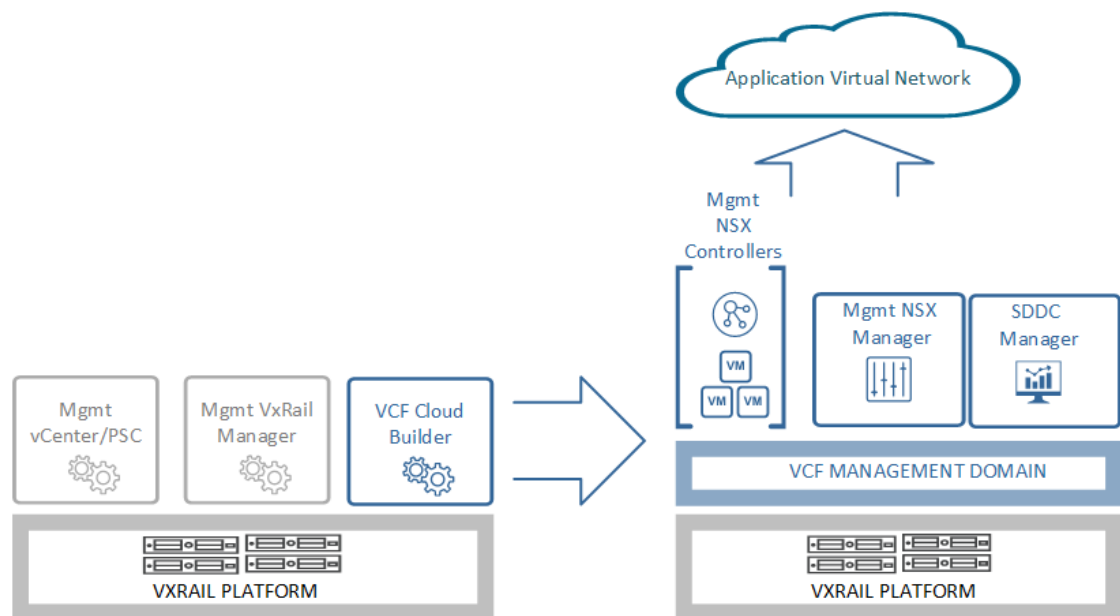 Application Virtual Network
Mgmt
NSX
Controllers
VM
VM
VM
Mgmt NSX
Manager
SDDC
Manager
Mgmt
vCenter/PSC
Mgmt VxRail
Manager
VCF Cloud
Builder
VCF MANAGEMENT DOMAIN
VXRAIL PLATFORM
VXRAIL PLATFORM